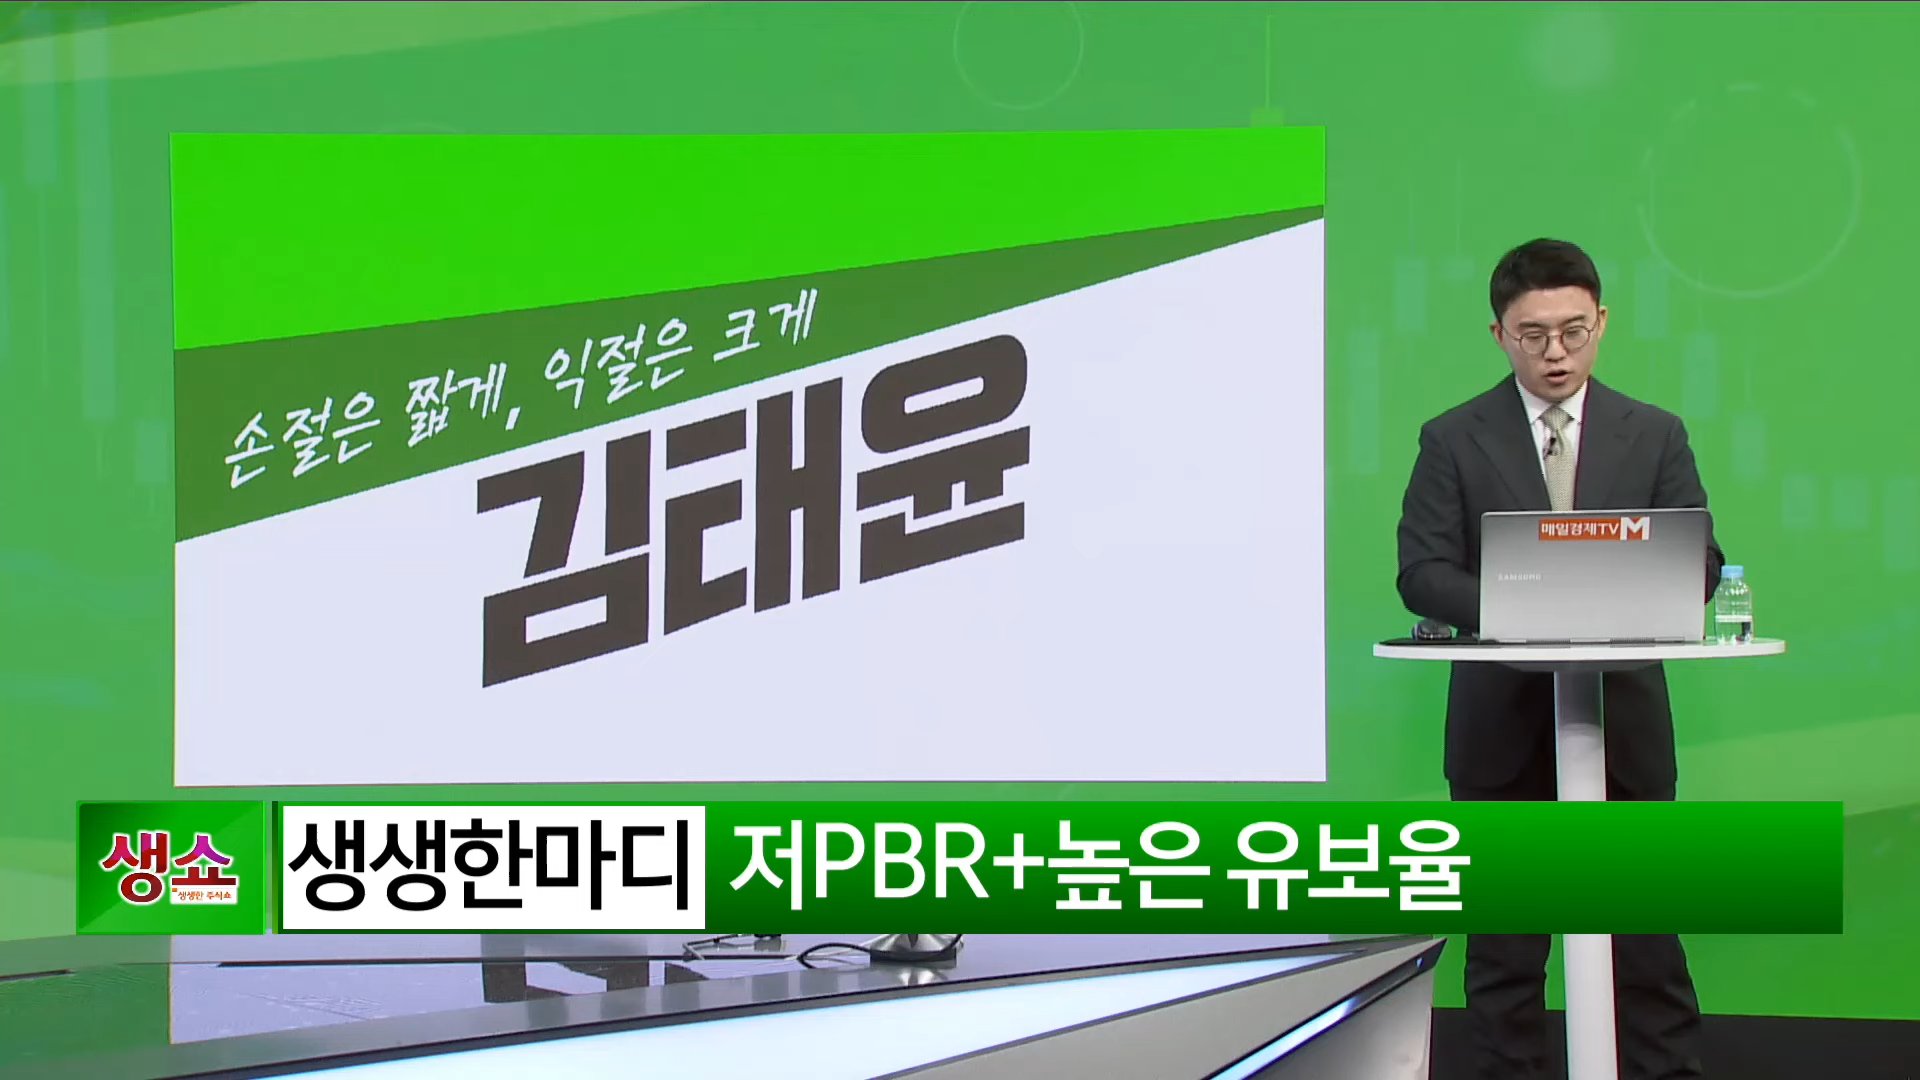 손절은 짧게, 익절은 크게
김태윤
매일경제TV M
SAMSUNG
생쇼
생생한 주식쇼
생생한마디
저PBR+높은 유보율